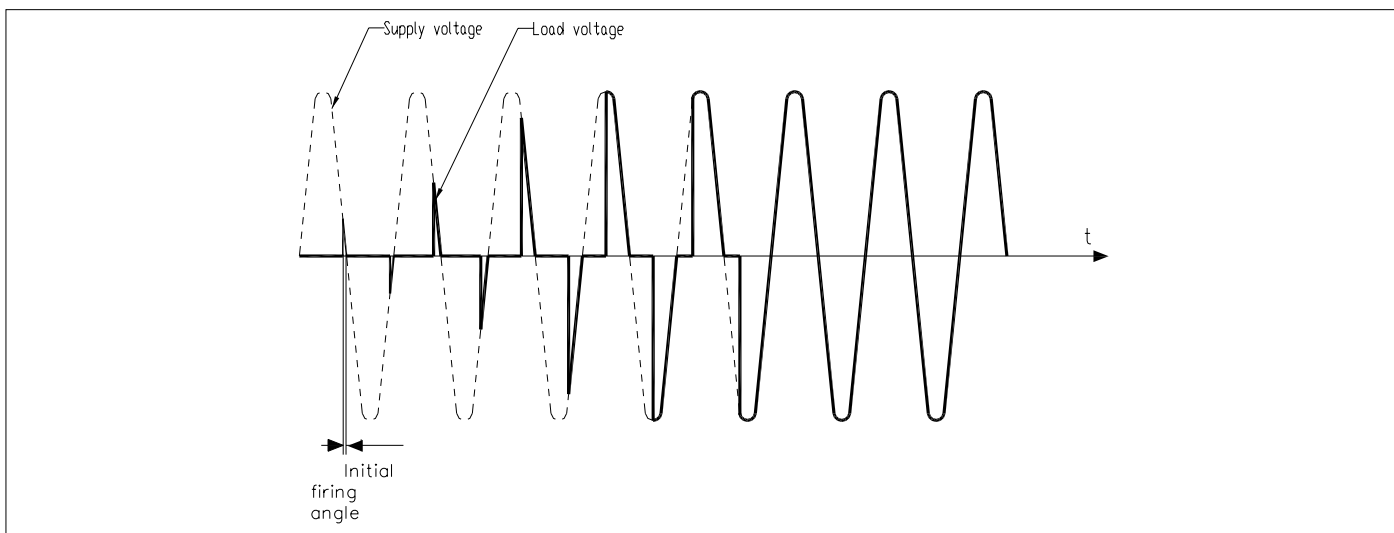 Supply voltage
Load voltage
t
Initial
firing
angle